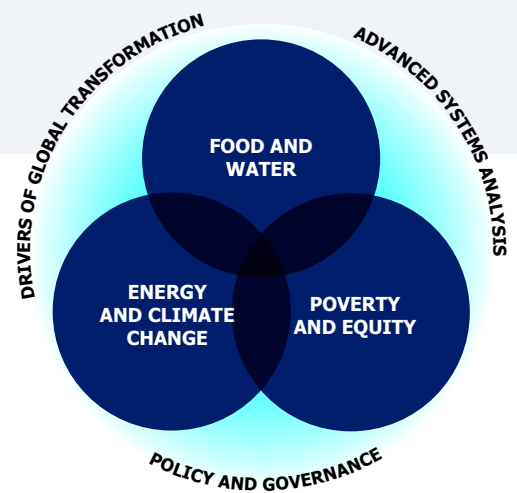 DRIVERS OF GLOBAL TRANSFORMATION
ADVANCED SYSTEMS ANALYSIS
FOOD AND
WATER
ENERGY
AND CLIMATE
CHANGE
POVERTY
AND EQUITY
POLICY AND GOVERNANCE